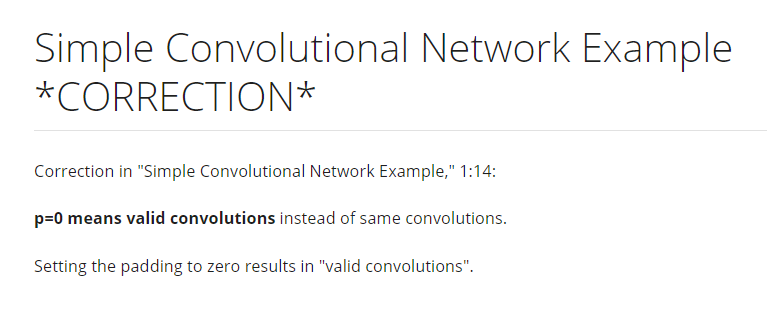 Simple Convolutional Network Example
*CORRECTION*
Correction in "Simple Convolutional Network Example," 1:14:
p=0 means valid convolutions instead of same convolutions.
Setting the padding to zero results in "valid convolutions".